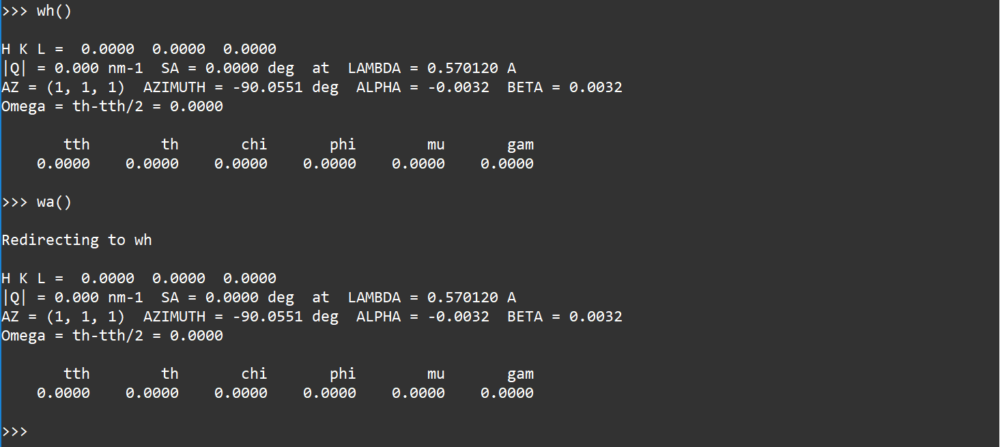 >>> wh()
H K L =  0.0000  0.0000  0.0000
|Q| = 0.000 nm-1  SA = 0.0000 deg  at  LAMBDA = 0.570120 A
AZ = (1, 1, 1)  AZIMUTH = -90.0551 deg  ALPHA = -0.0032  BETA = 0.0032
Omega = th-tth/2 = 0.0000
       tth        th       chi       phi        mu       gam
    0.0000    0.0000    0.0000    0.0000    0.0000    0.0000
>>> wa()
Redirecting to wh
H K L =  0.0000  0.0000  0.0000
|Q| = 0.000 nm-1  SA = 0.0000 deg  at  LAMBDA = 0.570120 A
AZ = (1, 1, 1)  AZIMUTH = -90.0551 deg  ALPHA = -0.0032  BETA = 0.0032
Omega = th-tth/2 = 0.0000
       tth        th       chi       phi        mu       gam
    0.0000    0.0000    0.0000    0.0000    0.0000    0.0000
>>>